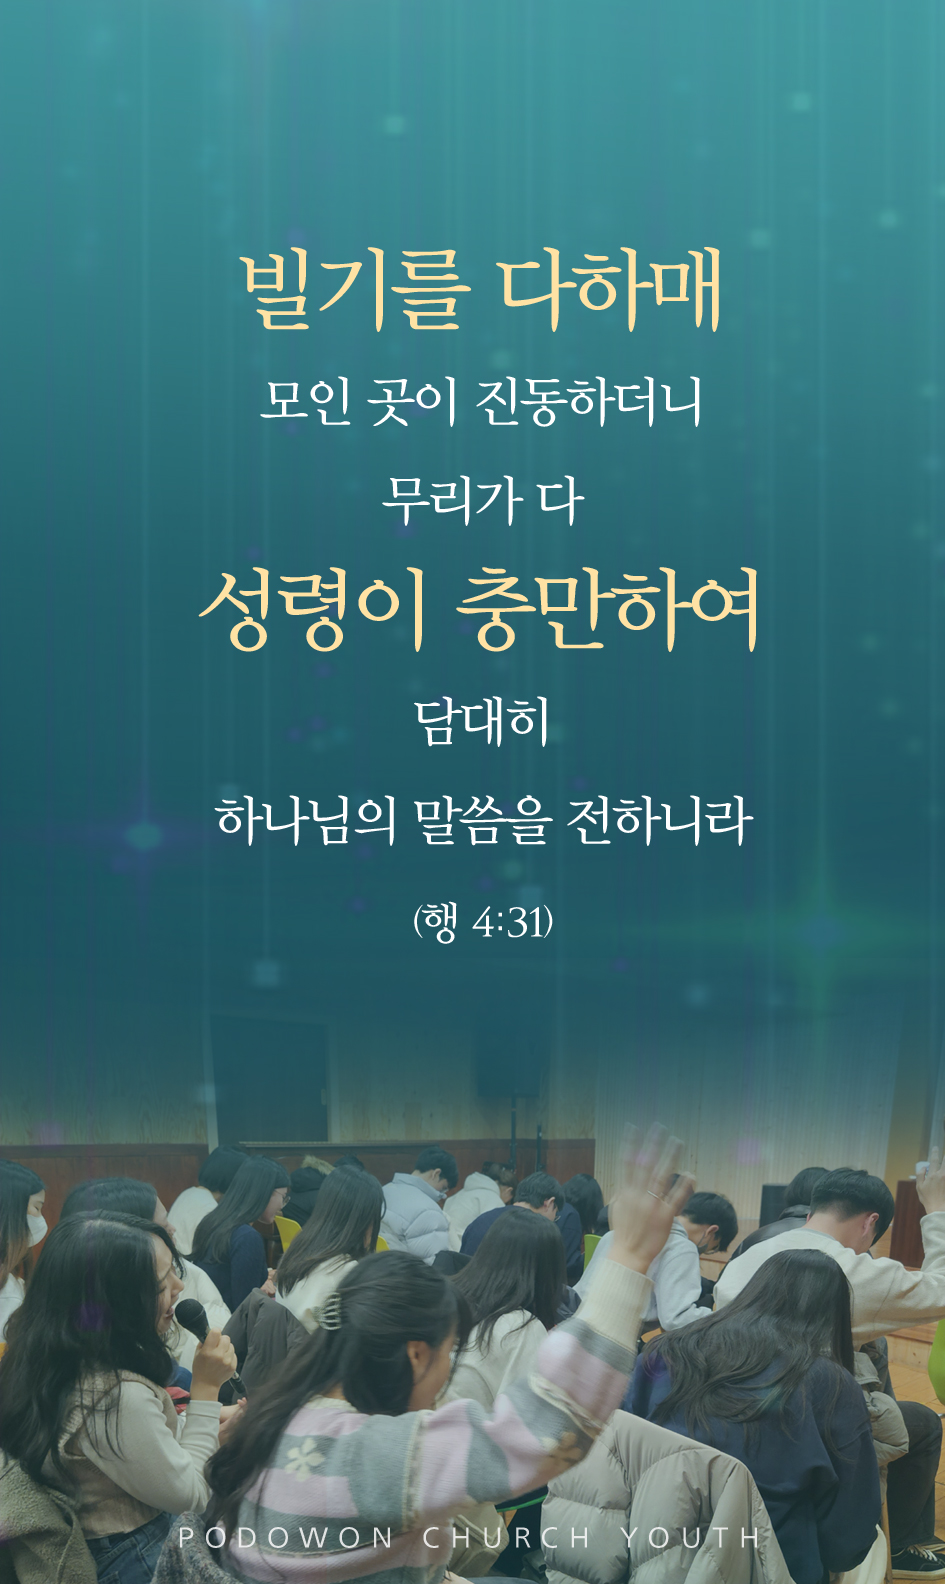 빌기를 다하매
모인 곳이 진동하더니
무리가 다
성령이 충만하여
담대히
하나님의 말씀을 전하니라
(행 4:31)
PODOWON CHURCH YOUTH